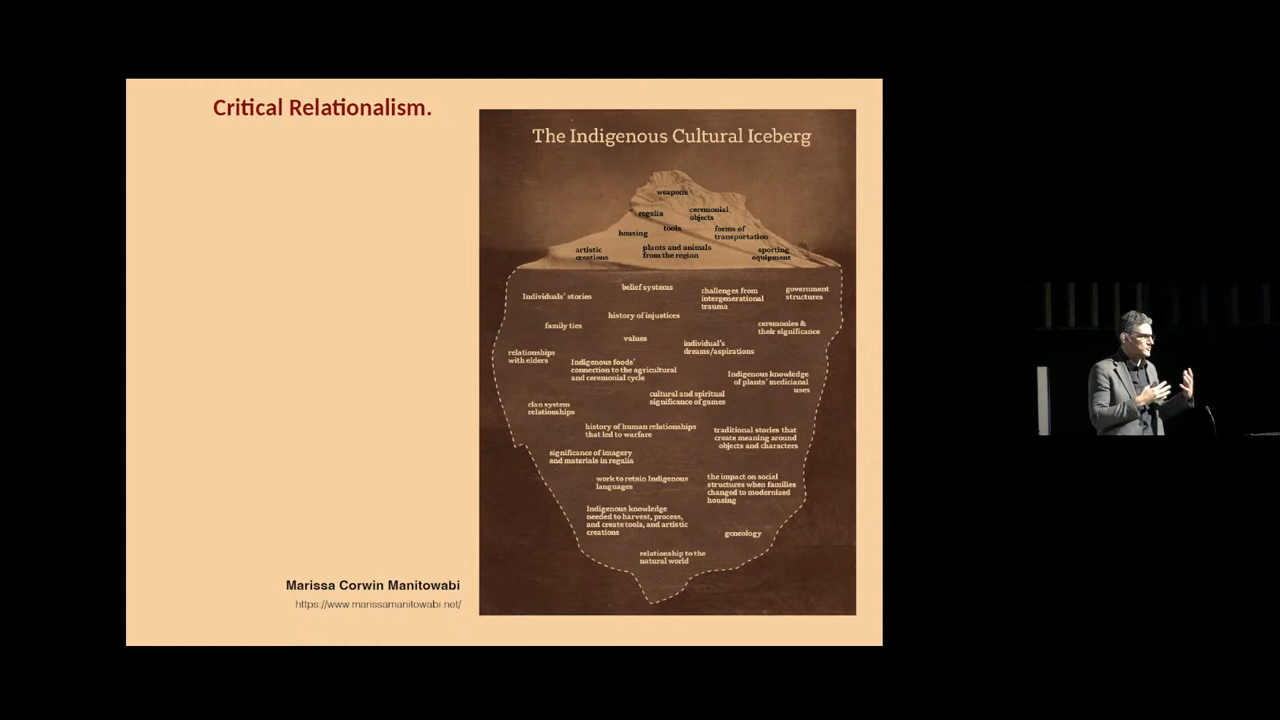 Critical Relationalism.
The Indigenous Cultural Iceberg
weapons
regalia
ceremonial
objects
tools
housing
forms of
transportation
artistic
creations
plants and animals
from the region
sporting
equipment
belief systems
Individuals' stories
challenges from
intergenerational
trauma
government
structures
history of injustices
family ties
ceremonies &
their significance
values
individual's
dreams/aspirations
relationships
with elders
Indigenous foods'
connection to the agricultural
and ceremonial cycle
Indigenous knowledge
of plants' medicianal
uses
cultural and spiritual
significance of games
clan system
relationships
history of human relationships
that led to warfare
traditional stories that
create meaning around
objects and characters
significance of imagery
and materials in regalia
work to retain Indigenous
languages
the impact on social
structures when families
changed to modernized
housing
Indigenous knowledge
needed to harvest, process,
and create tools, and artistic
creations
geneology
relationship to the
natural world
Marissa Corwin Manitowabi
https://www.marissamanitowabi.net/